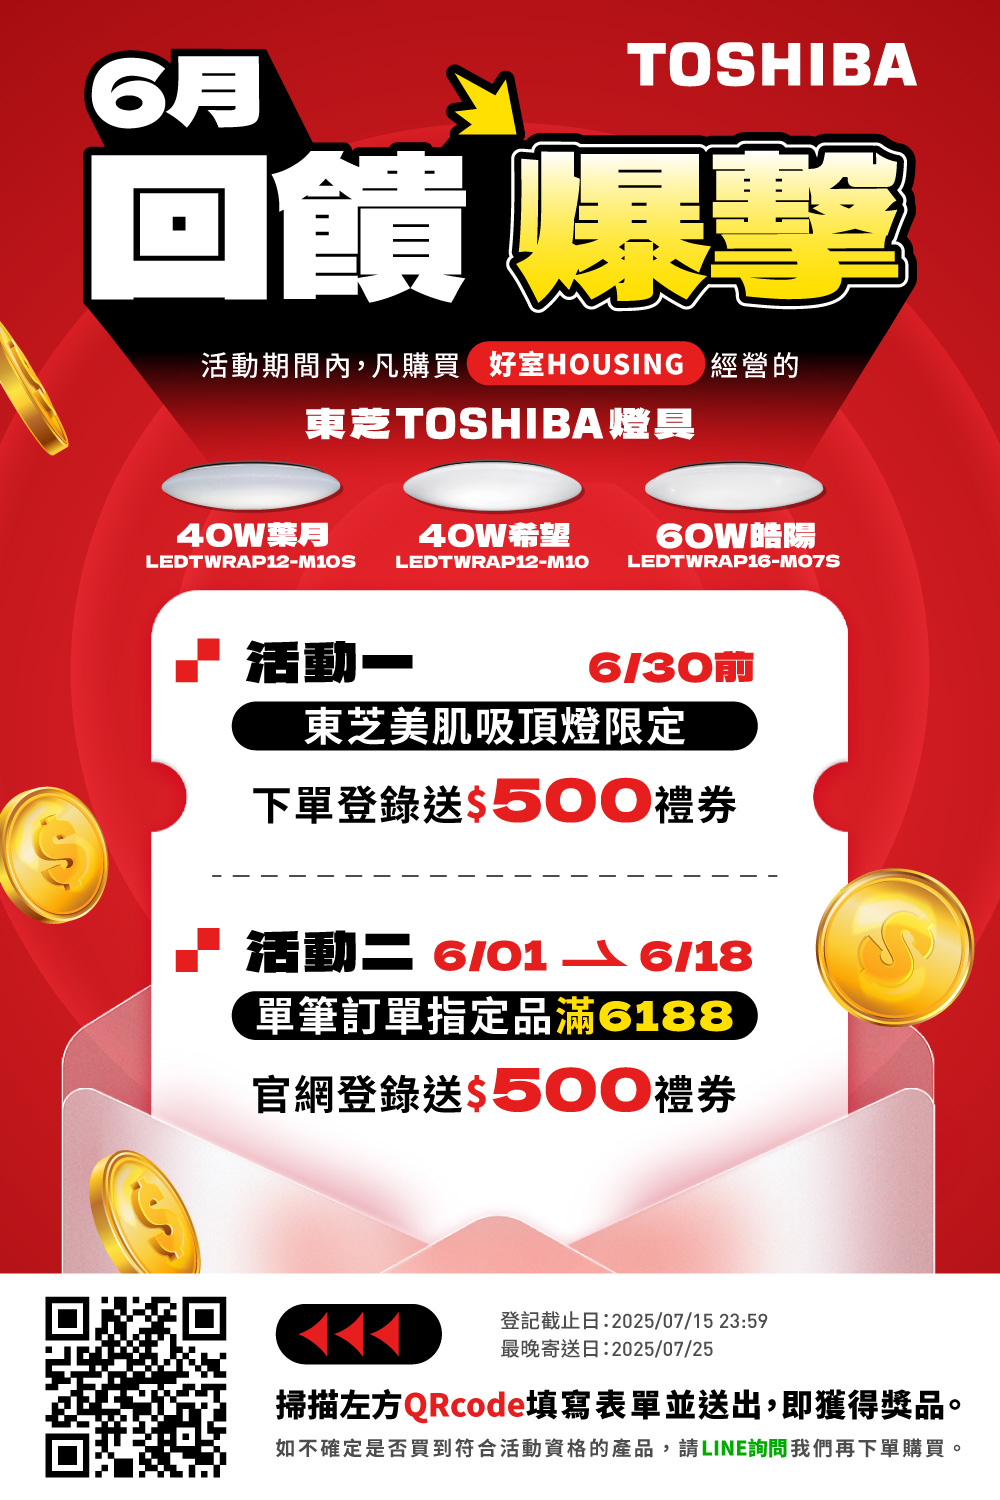 TOSHIBA
6月
回饋 爆擊
活動期間內，凡購買 好室HOUSING 經營的
東芝TOSHIBA燈具
40W葉月
LEDTWRAP12-M10S
40W希望
LEDTWRAP12-M10
60W皓陽
LEDTWRAP16-M07S
活動一 6/30前
東芝美肌吸頂燈限定
下單登錄送$500禮券
活動二 6/01 6/18
單筆訂單指定品滿6188
官網登錄送$500禮券
登記截止日：2025/07/15 23:59
最晚寄送日：2025/07/25
掃描左方QRcode填寫表單並送出，即獲得獎品。
如不確定是否買到符合活動資格的產品，請LINE詢問我們再下單購買。